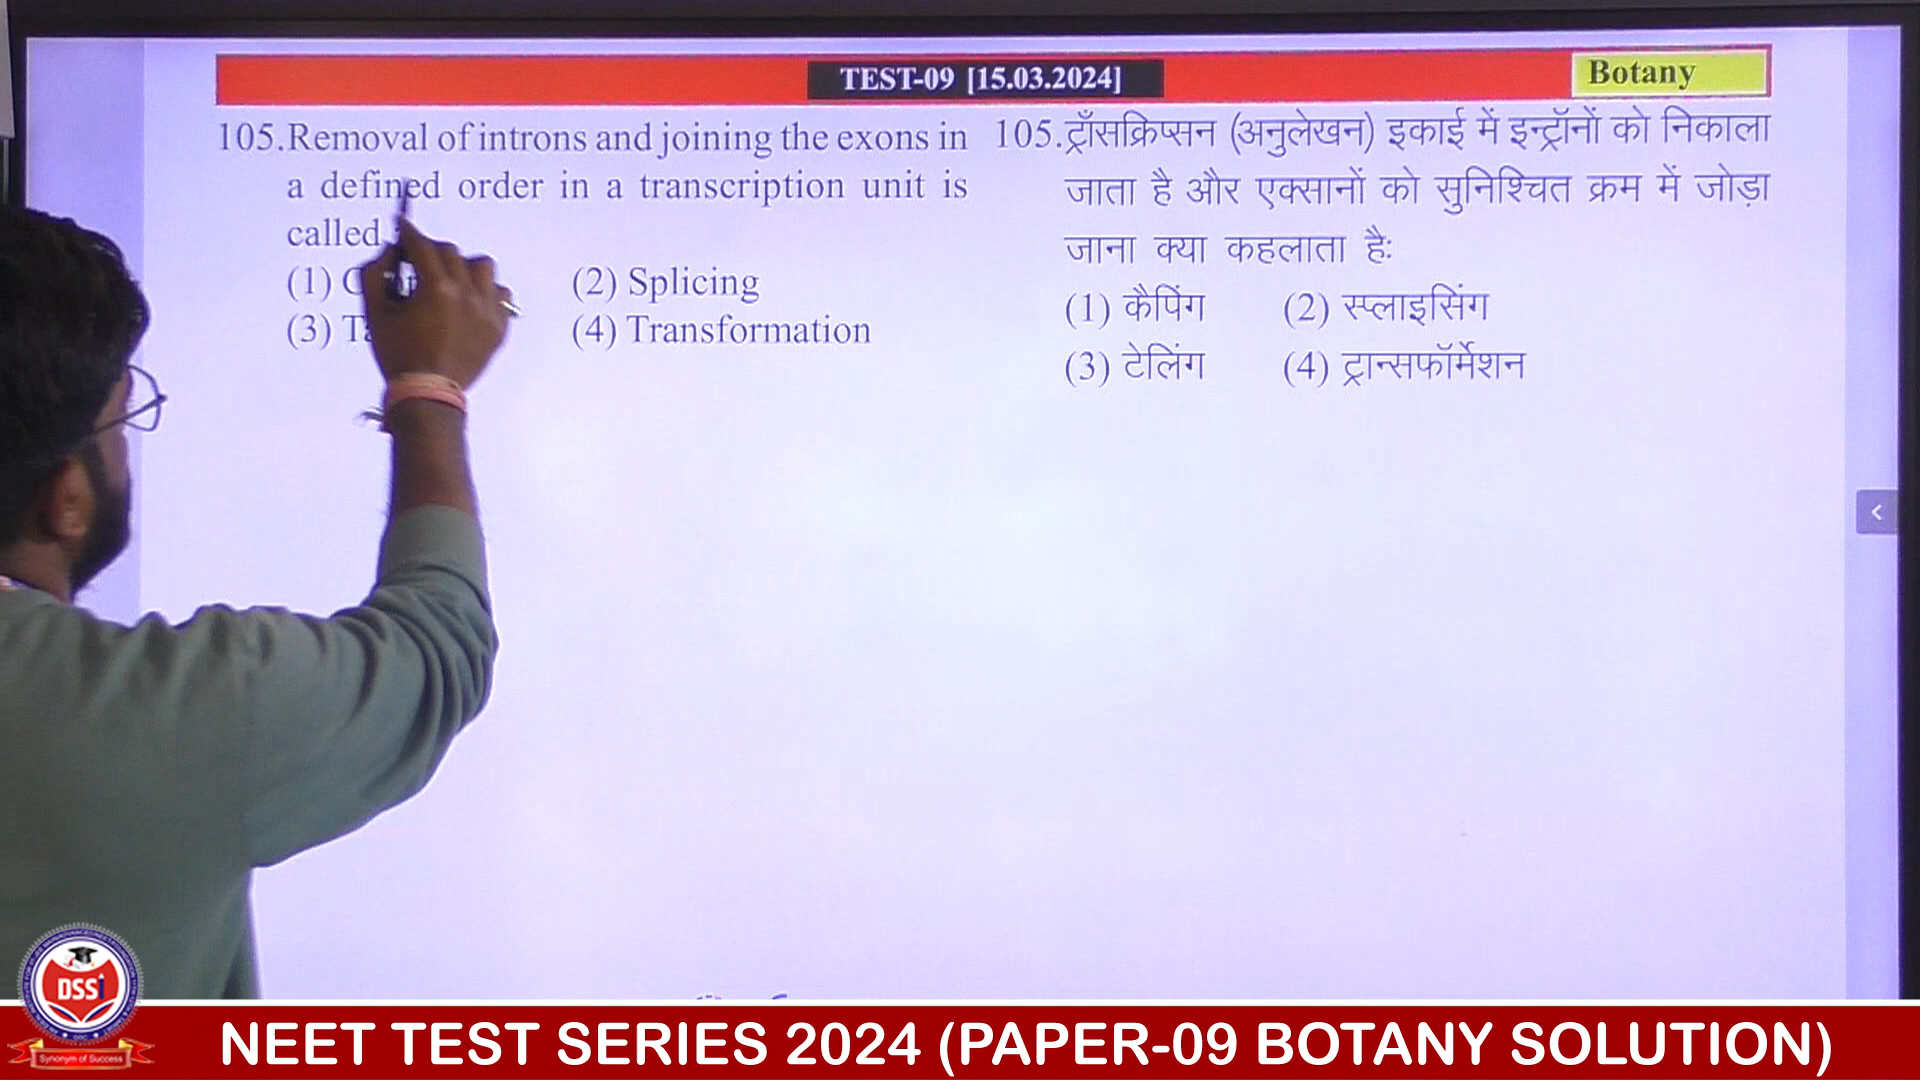 TEST-09 [15.03.2024]
Botany
105. Removal of introns and joining the exons in
a defined order in a transcription unit is
called
(1)
(2) Splicing
(3)
(4) Transformation
105. ट्राँसक्रिप्सन (अनुलेखन) इकाई में इन्ट्रॉनों को निकाला
जाता है और एक्सानों को सुनिश्चित क्रम में जोड़ा
जाना क्या कहलाता हैः
(1) कैपिंग (2) स्प्लाइसिंग
(3) टेलिंग (4) ट्रान्सफॉर्मेशन
<
DSSi
Synonym of Success
NEET TEST SERIES 2024 (PAPER-09 BOTANY SOLUTION)